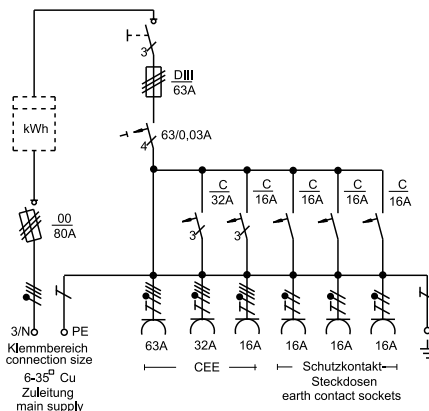 3
DIII
63A
kWh
63/0,03A
4
C
32A
C
16A
C
16A
C
16A
C
16A
00
80A
3
3
3/N
PE
63A
32A
16A
16A
16A
16A
Klemmbereich
connection size
6-35□ Cu
Zuleitung
main supply
CEE
Schutzkontakt-
Steckdosen
earth contact sockets